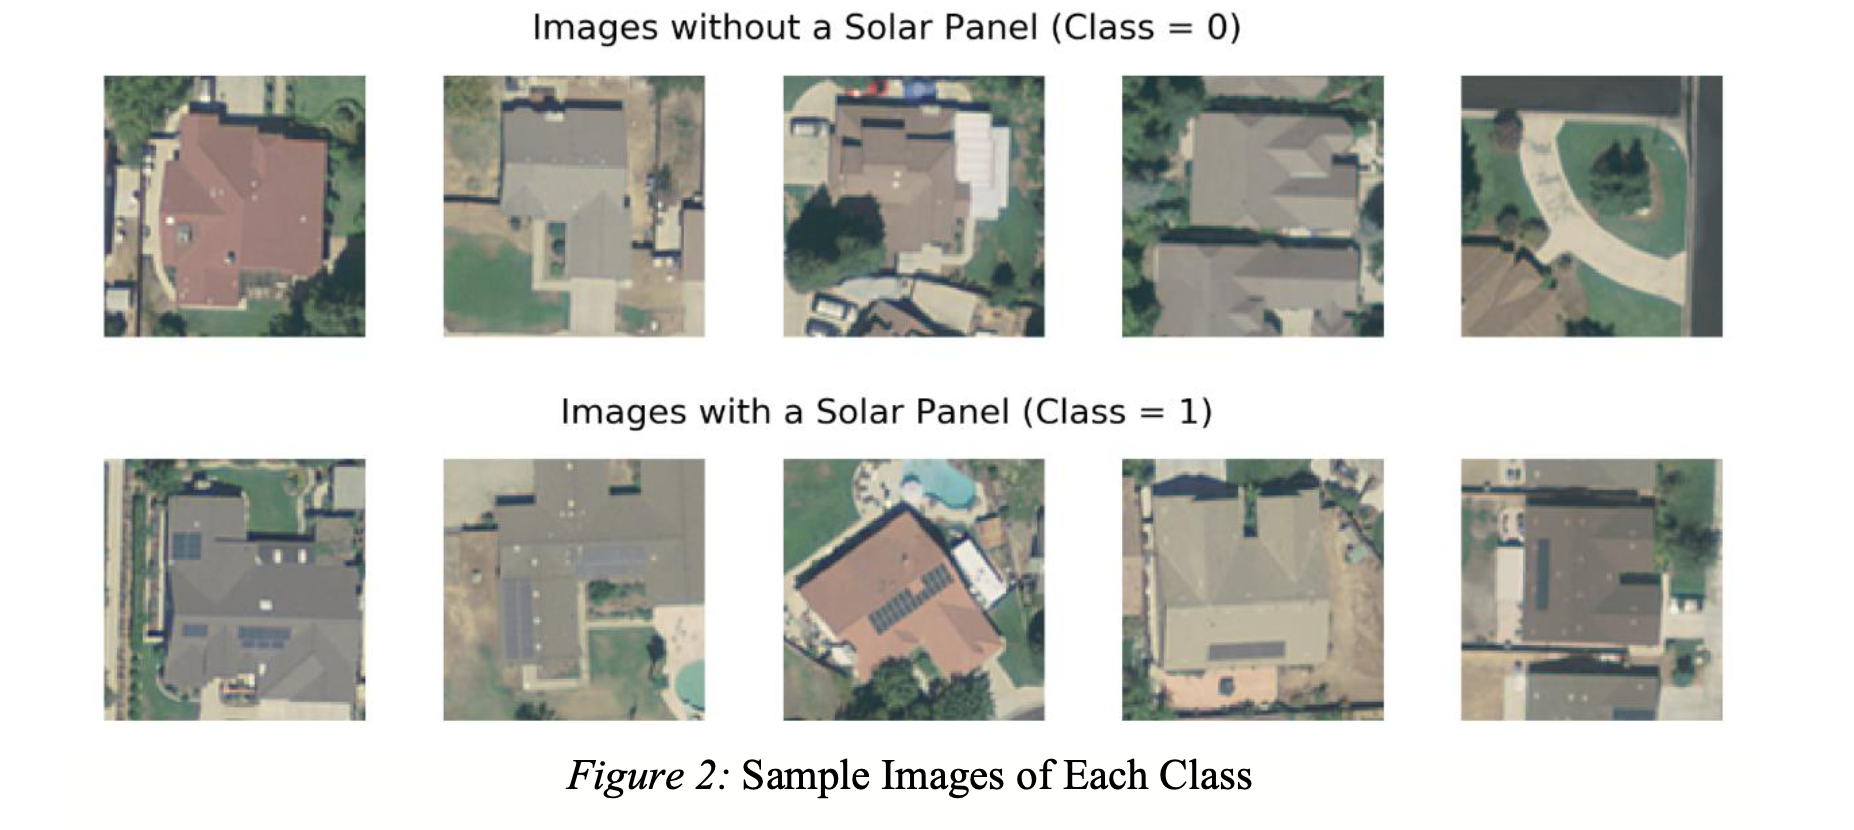 Images without a Solar Panel (Class = 0)
Images with a Solar Panel (Class = 1)
Figure 2: Sample Images of Each Class